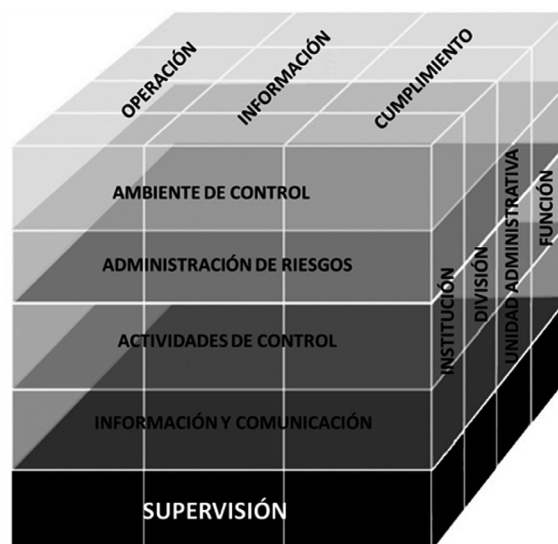 OPERACIÓN
INFORMACIÓN
CUMPLIMIENTO
AMBIENTE DE CONTROL
ADMINISTRACIÓN DE RIESGOS
ACTIVIDADES DE CONTROL
INFORMACIÓN Y COMUNICACIÓN
SUPERVISIÓN
INSTITUCIÓN
DIVISIÓN
UNIDAD ADMINISTRATIVA
FUNCIÓN